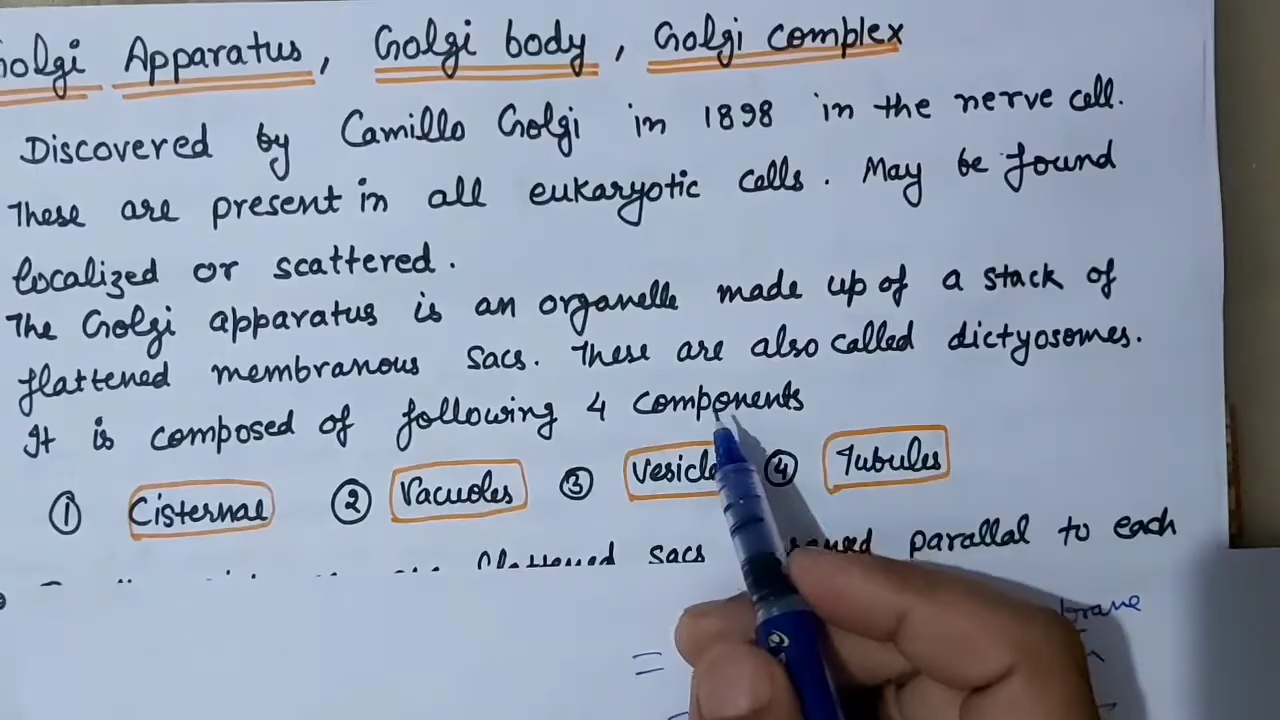 Golgi Apparatus, Golgi body, Golgi complex
Discovered by Camillo Golgi in 1898 in the nerve cell.
These are present in all eukaryotic cells. May be found
localized or scattered.
The Golgi apparatus is an organelle made up of a stack of
flattened membranous sacs. These are also called dictyosomes.
It is composed of following 4 components
① Cisternae ② Vacuoles ③ Vesicle ④ Tubules
flattened sacs parallal to each
brane
=